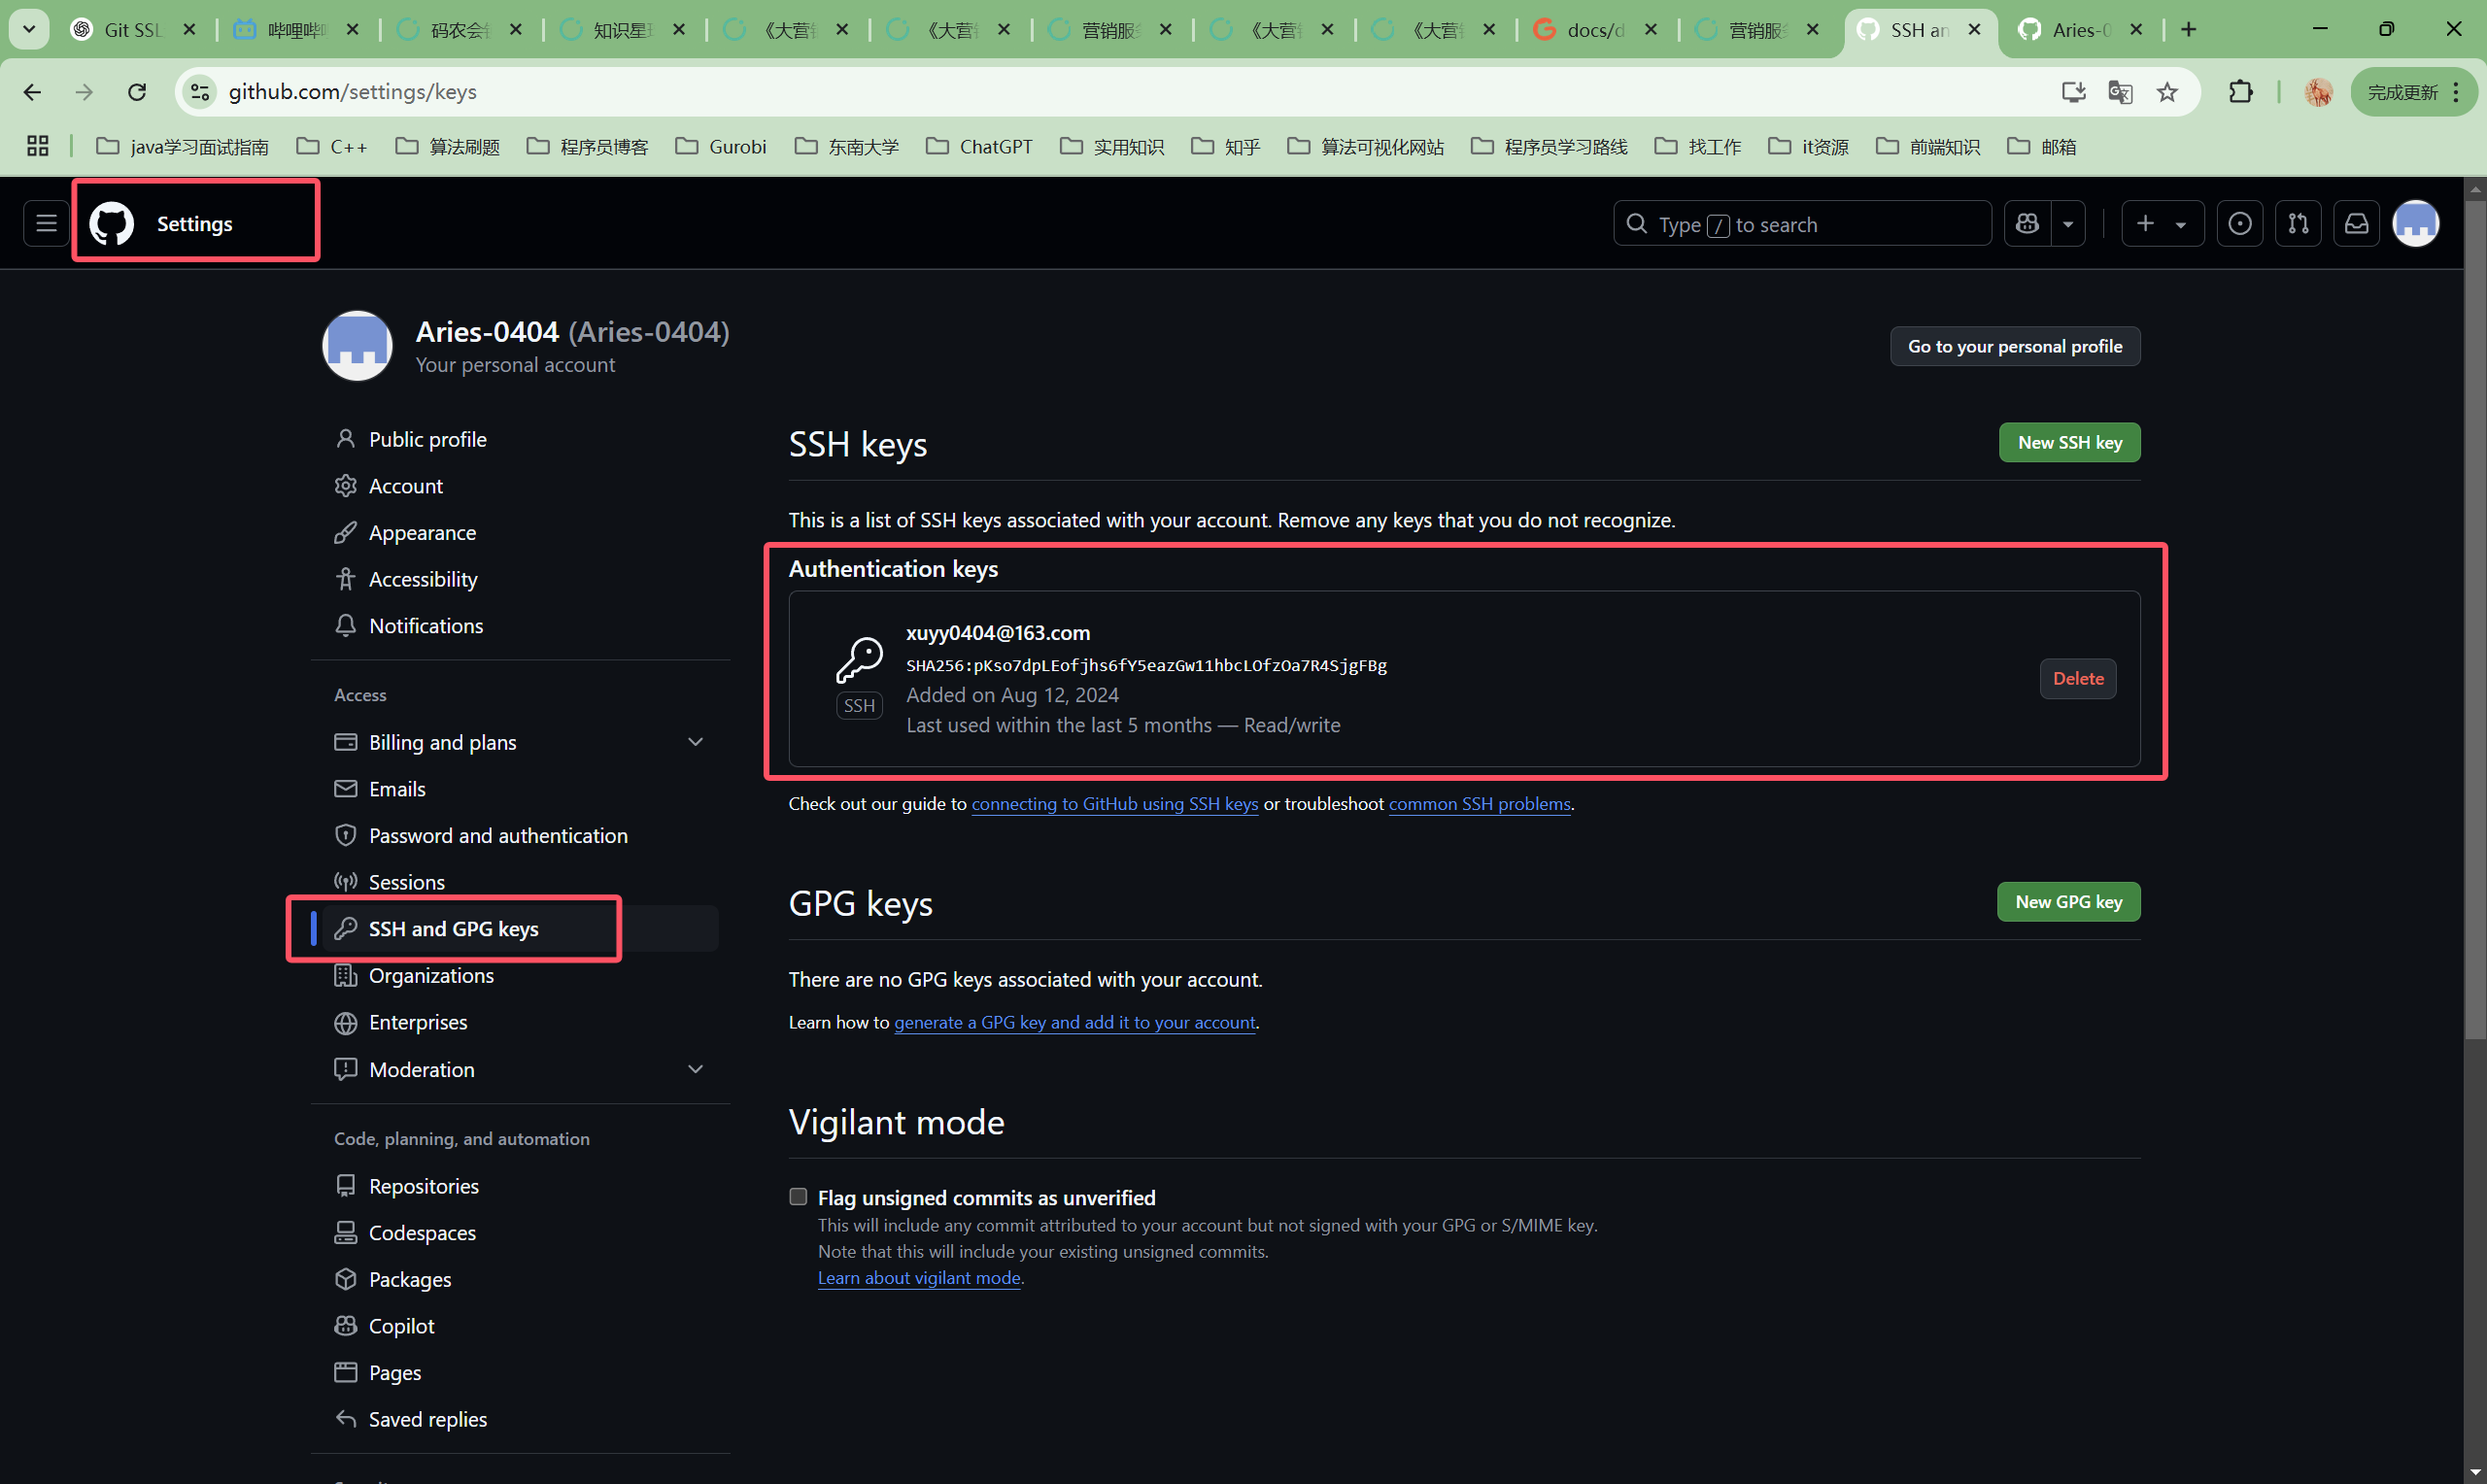 Git SSL
哔哩哔
码农会
知识星
《大营
《大营
营销服
《大营
《大营
docs/d
营销服
SSH an
Aries-0
github.com/settings/keys
完成更新
java学习面试指南
C++
算法刷题
程序员博客
Gurobi
东南大学
ChatGPT
实用知识
知乎
算法可视化网站
程序员学习路线
找工作
it资源
前端知识
邮箱
Settings
Type / to search
Aries-0404 (Aries-0404)
Your personal account
Go to your personal profile
Public profile
Account
Appearance
Accessibility
Notifications
Access
Billing and plans
Emails
Password and authentication
Sessions
SSH and GPG keys
Organizations
Enterprises
Moderation
Code, planning, and automation
Repositories
Codespaces
Packages
Copilot
Pages
Saved replies
SSH keys
New SSH key
This is a list of SSH keys associated with your account. Remove any keys that you do not recognize.
Authentication keys
xuyy0404@163.com
SHA256:pKso7dpLEofjhs6fY5eazGw11hbcLOfzOa7R4SjgFBg
SSH
Added on Aug 12, 2024
Last used within the last 5 months — Read/write
Delete
Check out our guide to connecting to GitHub using SSH keys or troubleshoot common SSH problems.
GPG keys
New GPG key
There are no GPG keys associated with your account.
Learn how to generate a GPG key and add it to your account.
Vigilant mode
Flag unsigned commits as unverified
This will include any commit attributed to your account but not signed with your GPG or S/MIME key.
Note that this will include your existing unsigned commits.
Learn about vigilant mode.